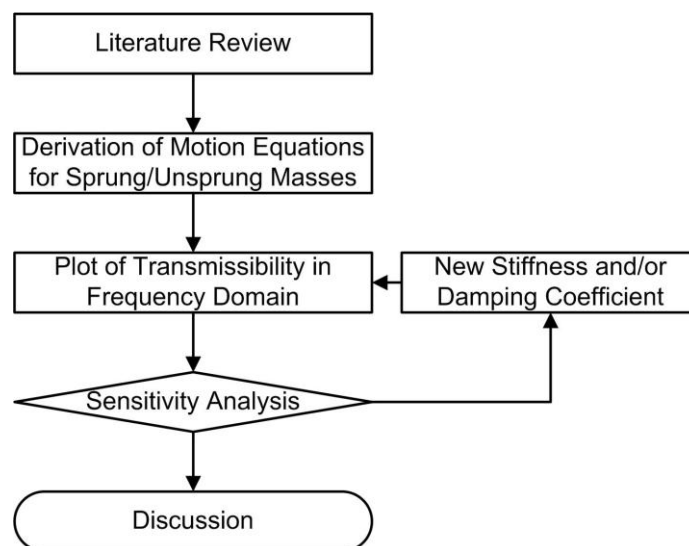 Literature Review
Derivation of Motion Equations
for Sprung/Unsprung Masses
Plot of Transmissibility in
Frequency Domain
New Stiffness and/or
Damping Coefficient
Sensitivity Analysis
Discussion